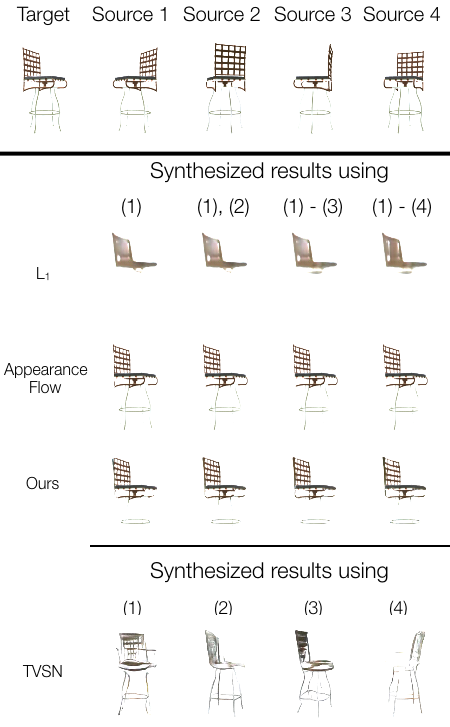 Target Source 1 Source 2 Source 3 Source 4
Synthesized results using
(1) (1), (2) (1) - (3) (1) - (4)
L₁
Appearance
Flow
Ours
Synthesized results using
(1) (2) (3) (4)
TVSN